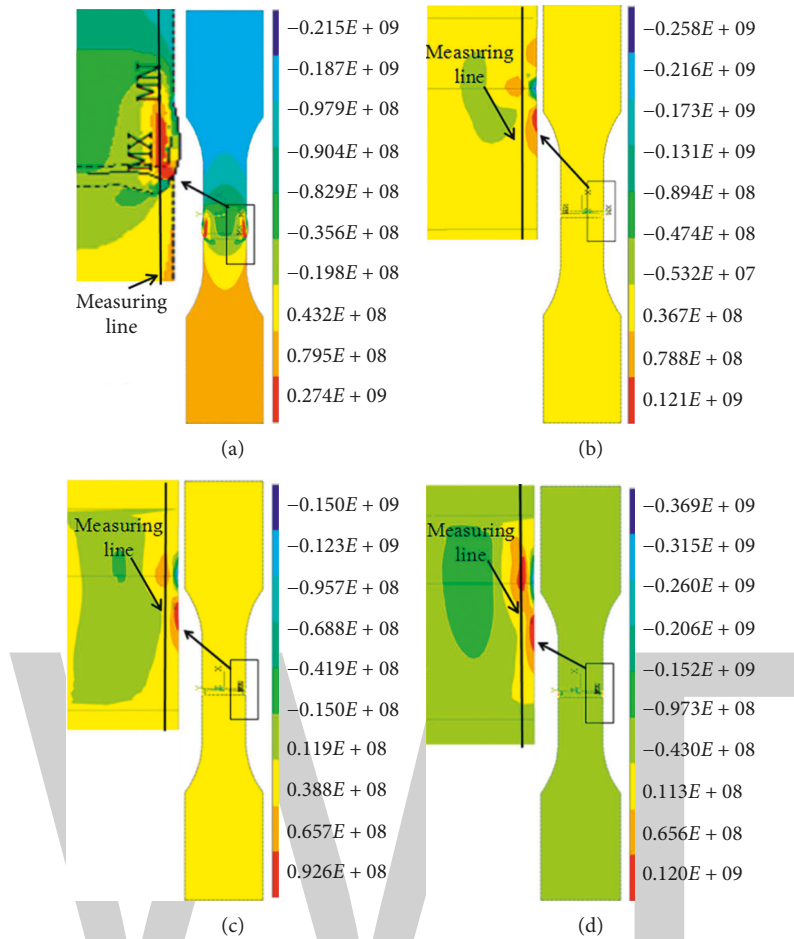 MN
MX
Measuring
line
−0.215E + 09
−0.187E + 09
−0.979E + 08
−0.904E + 08
−0.829E + 08
−0.356E + 08
−0.198E + 08
0.432E + 08
0.795E + 08
0.274E + 09
(a)
Measuring
line
−0.258E + 09
−0.216E + 09
−0.173E + 09
−0.131E + 09
−0.894E + 08
−0.474E + 08
−0.532E + 07
0.367E + 08
0.788E + 08
0.121E + 09
(b)
Measuring
line
X
Y
−0.150E + 09
−0.123E + 09
−0.957E + 08
−0.688E + 08
−0.419E + 08
−0.150E + 08
0.119E + 08
0.388E + 08
0.657E + 08
0.926E + 08
(c)
Measuring
line
X
Y
−0.369E + 09
−0.315E + 09
−0.260E + 09
−0.206E + 09
−0.152E + 09
−0.973E + 08
−0.430E + 08
0.113E + 08
0.656E + 08
0.120E + 09
(d)